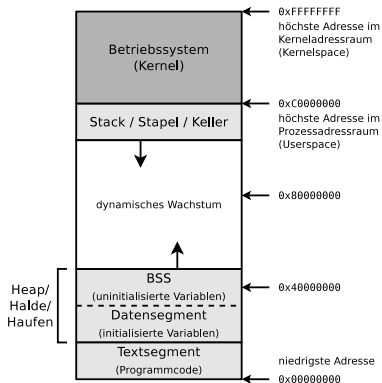 0xFFFFFFFF
höchste Adresse im
Kerneladressraum
(Kernelspace)
Betriebssystem
(Kernel)
0xC0000000
Stack / Stapel / Keller
höchste Adresse im
Prozessadressraum
(Userspace)
dynamisches Wachstum
0x80000000
Heap/
Halde/
Haufen
BSS
(uninitialisierte Variablen)
0x40000000
Datensegment
(initialisierte Variablen)
Textsegment
(Programmcode)
niedrigste Adresse
0x00000000